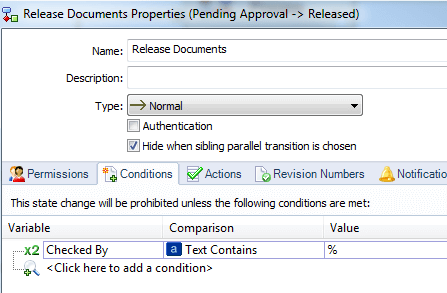 Release Documents Properties (Pending Approval -> Released)
Name: Release Documents
Description:
Type: Normal
Authentication
Hide when sibling parallel transition is chosen
Permissions Conditions Actions Revision Numbers Notification
This state change will be prohibited unless the following conditions are met:
Variable Comparison Value
x2 Checked By a Text Contains %
<Click here to add a condition>